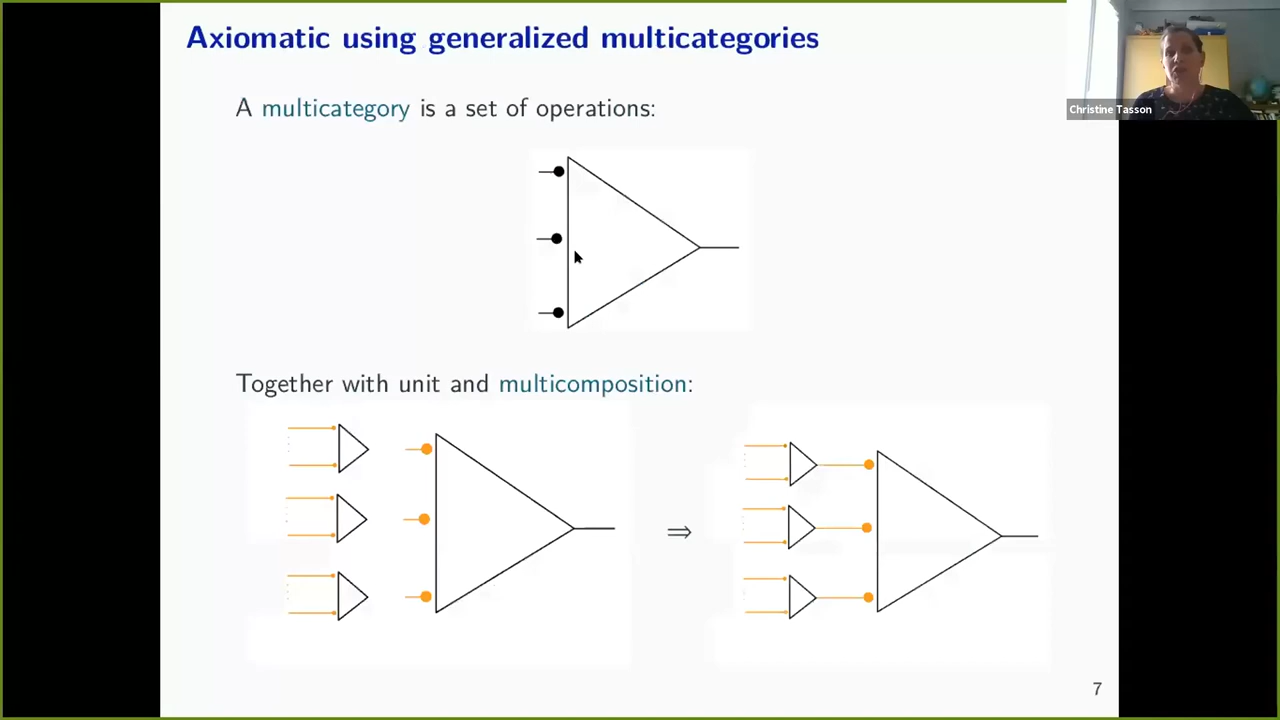 Axiomatic using generalized multicategories
A multicategory is a set of operations:
Christine Tasson
Together with unit and multicomposition:
⇒
7